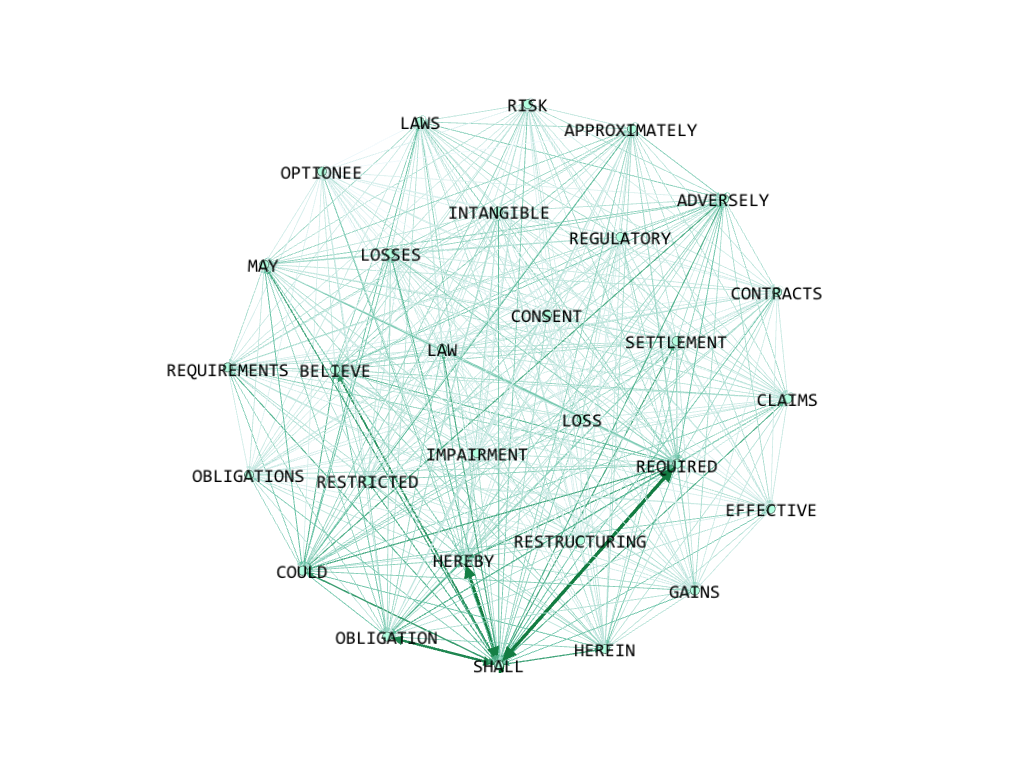 RISK
LAWS
APPROXIMATELY
OPTIONEE
ADVERSELY
INTANGIBLE
REGULATORY
LOSSES
MAY
CONTRACTS
CONSENT
SETTLEMENT
LAW
REQUIREMENTS
BELIEVE
CLAIMS
LOSS
IMPAIRMENT
REQUIRED
OBLIGATIONS
RESTRICTED
EFFECTIVE
RESTRUCTURING
HEREBY
COULD
GAINS
OBLIGATION
HEREIN
SHALL